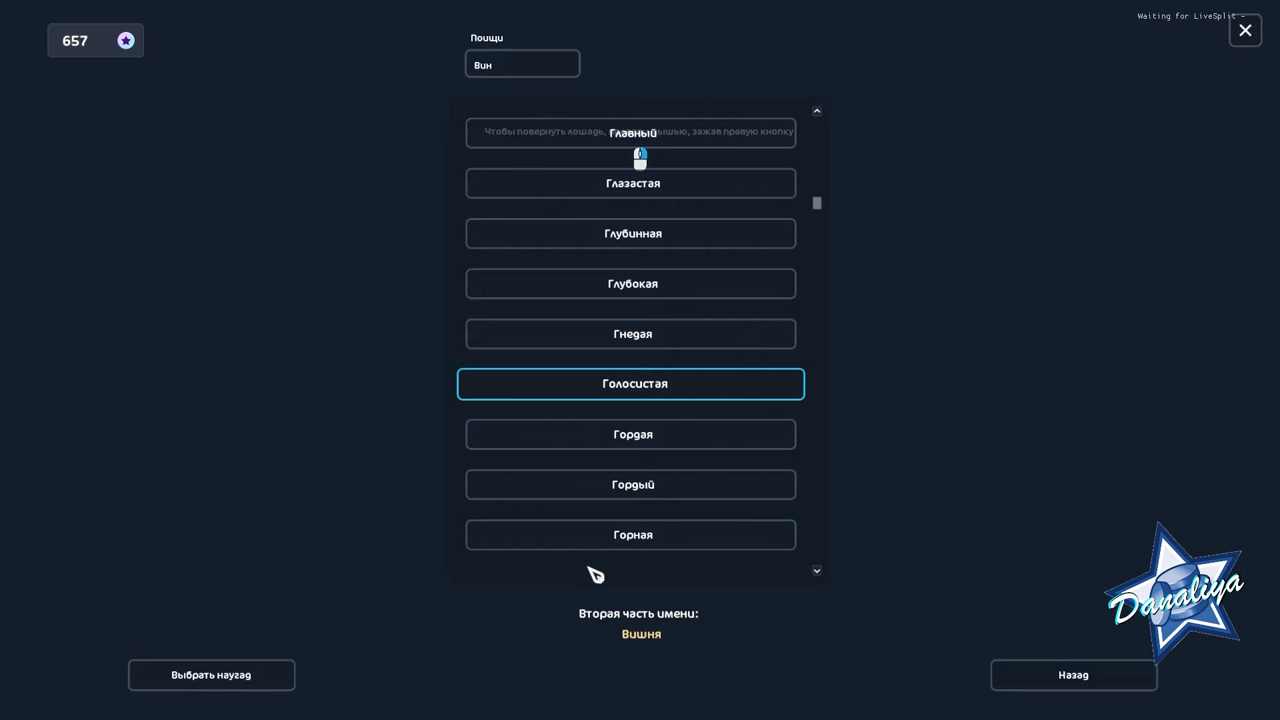 Waiting for LiveSplit -
657
Поищи
Вин
Чтобы повернуть лошадь, мышью, зажав правую кнопку
Главный
Глазастая
Глубинная
Глубокая
Гнедая
Голосистая
Гордая
Гордый
Горная
Вторая часть имени:
Вишня
Выбрать наугад
Назад
Danaliya